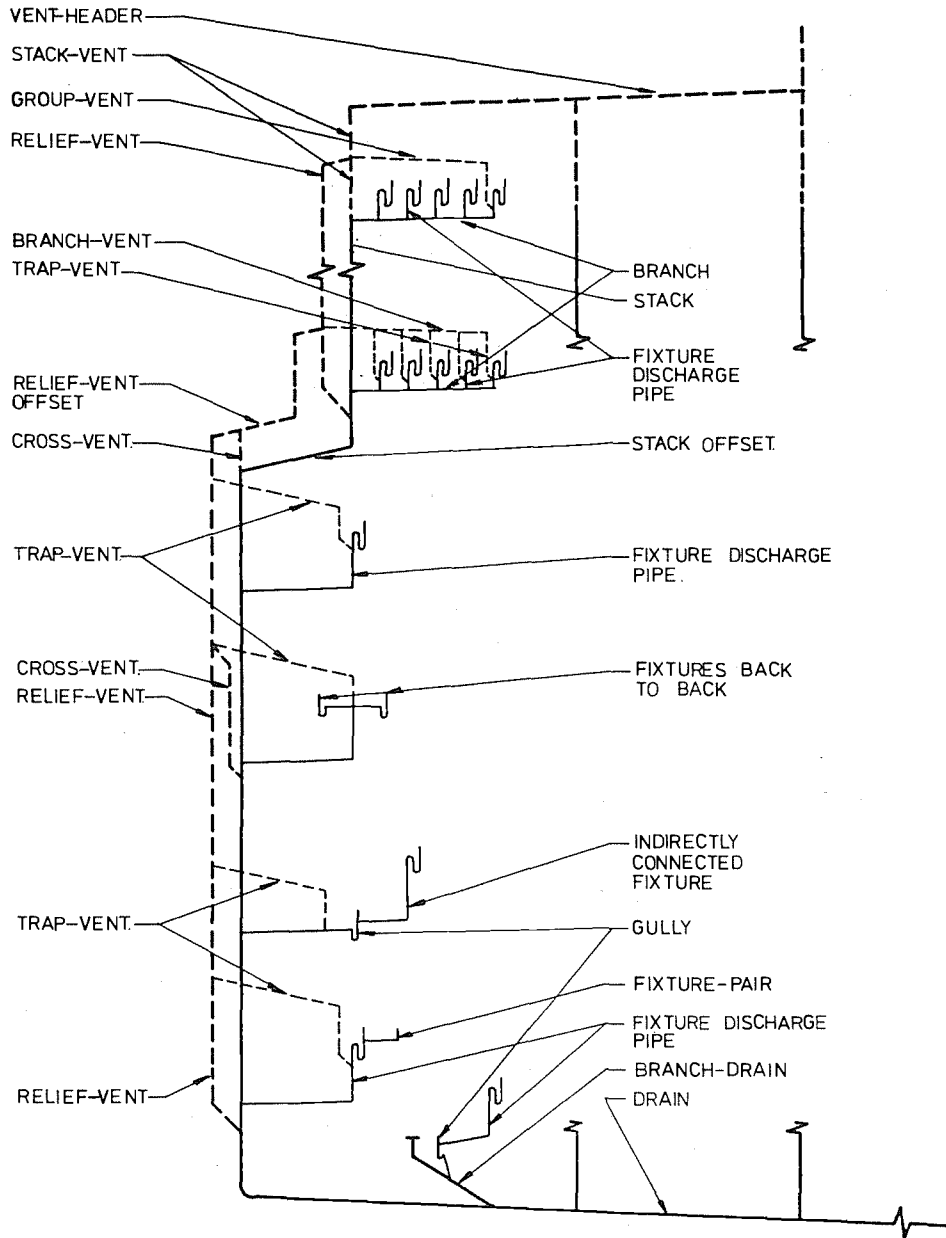 VENT-HEADER
STACK-VENT
GROUP-VENT
RELIEF-VENT
BRANCH-VENT
TRAP-VENT
BRANCH
STACK
FIXTURE
DISCHARGE
PIPE
RELIEF-VENT
OFFSET
CROSS-VENT.
STACK OFFSET.
TRAP-VENT.
FIXTURE DISCHARGE
PIPE.
CROSS-VENT.
RELIEF-VENT.
FIXTURES BACK
TO BACK
INDIRECTLY
CONNECTED
FIXTURE
TRAP-VENT.
GULLY
FIXTURE-PAIR
FIXTURE DISCHARGE
PIPE
BRANCH-DRAIN
RELIEF-VENT
DRAIN